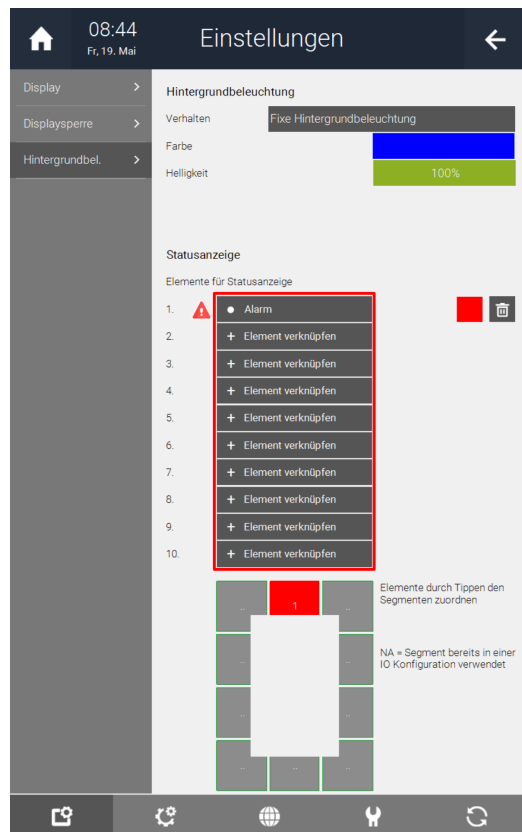 08:44
Fr, 19. Mai
Einstellungen
Display
Displaysperre
Hintergrundbel.
Hintergrundbeleuchtung
Verhalten Fixe Hintergrundbeleuchtung
Farbe
Helligkeit 100%
Statusanzeige
Elemente für Statusanzeige
1. Alarm
2. + Element verknüpfen
3. + Element verknüpfen
4. + Element verknüpfen
5. + Element verknüpfen
6. + Element verknüpfen
7. + Element verknüpfen
8. + Element verknüpfen
9. + Element verknüpfen
10. + Element verknüpfen
-- 1 --
Elemente durch Tippen den
Segmenten zuordnen
-- --
NA = Segment bereits in einer
IO Konfiguration verwendet
-- --
-- -- --